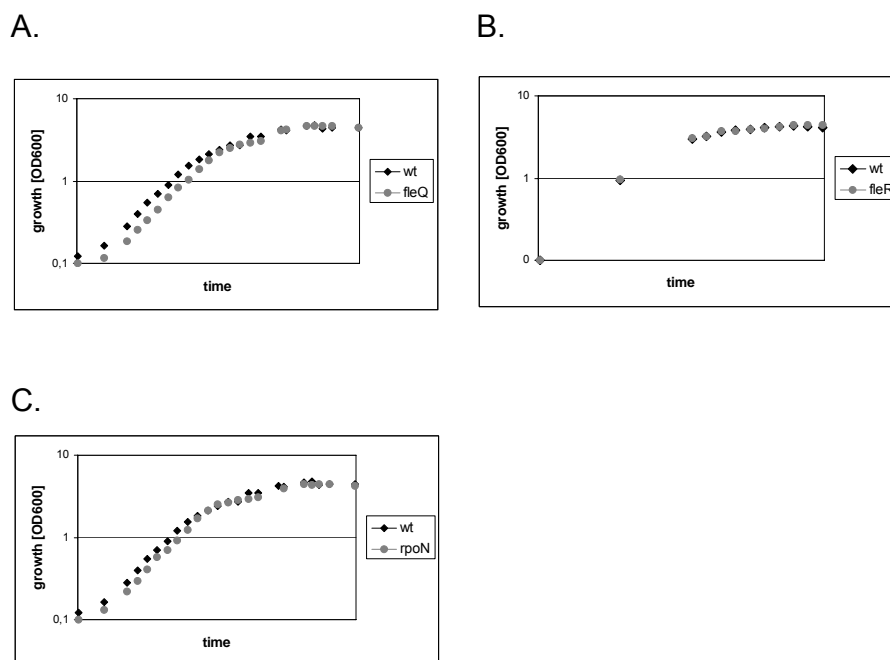 A.
10
1
0,1
growth [OD600]
time
wt
fleQ
B.
10
1
0
growth [OD600]
time
wt
fleR
C.
10
1
0,1
growth [OD600]
time
wt
rpoN